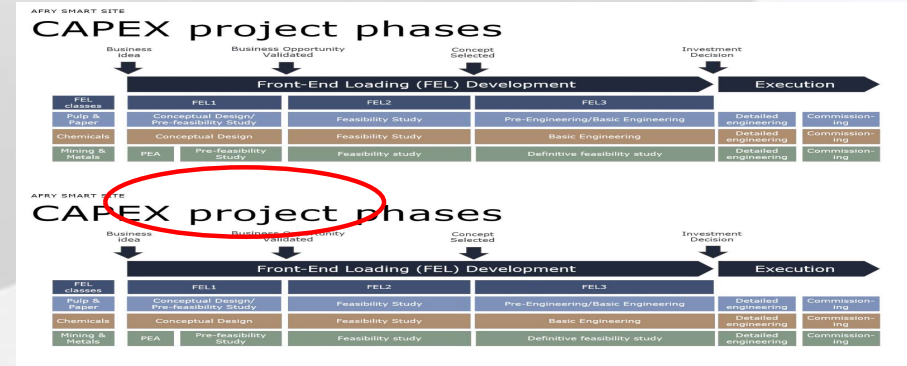 AFRY SMART SITE
CAPEX project phases
Business idea
Business Opportunity Validated
Concept Selected
Investment Decision
Front-End Loading (FEL) Development
Execution
FEL classes
FEL1
FEL2
FEL3
Pulp & Paper
Conceptual Design/ Pre-feasibility Study
Feasibility Study
Pre-Engineering/Basic Engineering
Detailed engineering
Commission-ing
Chemicals
Conceptual Design
Feasibility Study
Basic Engineering
Detailed engineering
Commission-ing
Mining & Metals
PEA
Pre-feasibility Study
Feasibility study
Definitive feasibility study
Detailed engineering
Commission-ing
AFRY SMART SITE
CAPEX project phases
Business idea
Business Opportunity Validated
Concept Selected
Investment Decision
Front-End Loading (FEL) Development
Execution
FEL classes
FEL1
FEL2
FEL3
Pulp & Paper
Conceptual Design/ Pre-feasibility Study
Feasibility Study
Pre-Engineering/Basic Engineering
Detailed engineering
Commission-ing
Chemicals
Conceptual Design
Feasibility Study
Basic Engineering
Detailed engineering
Commission-ing
Mining & Metals
PEA
Pre-feasibility Study
Feasibility study
Definitive feasibility study
Detailed engineering
Commission-ing